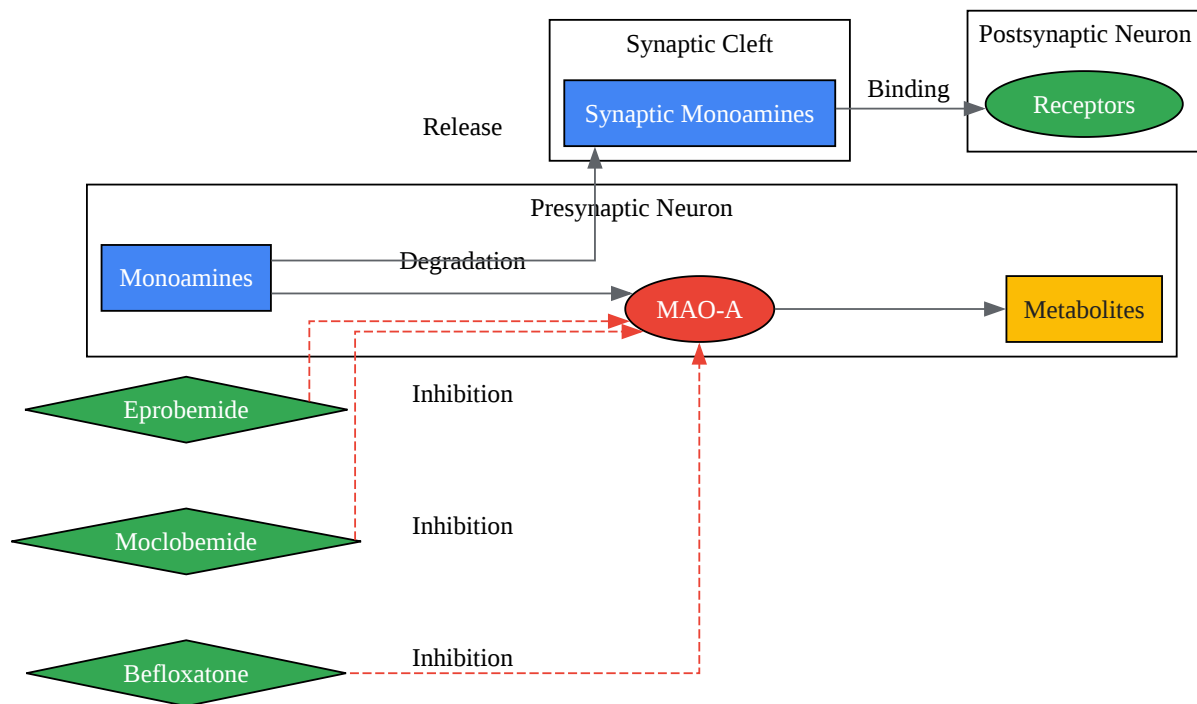 Synaptic Cleft
Postsynaptic Neuron
Synaptic Monoamines
Binding
Receptors
Release
Presynaptic Neuron
Monoamines
Degradation
MAO-A
Metabolites
Eprobemide
Inhibition
Moclobemide
Inhibition
Befloxatone
Inhibition